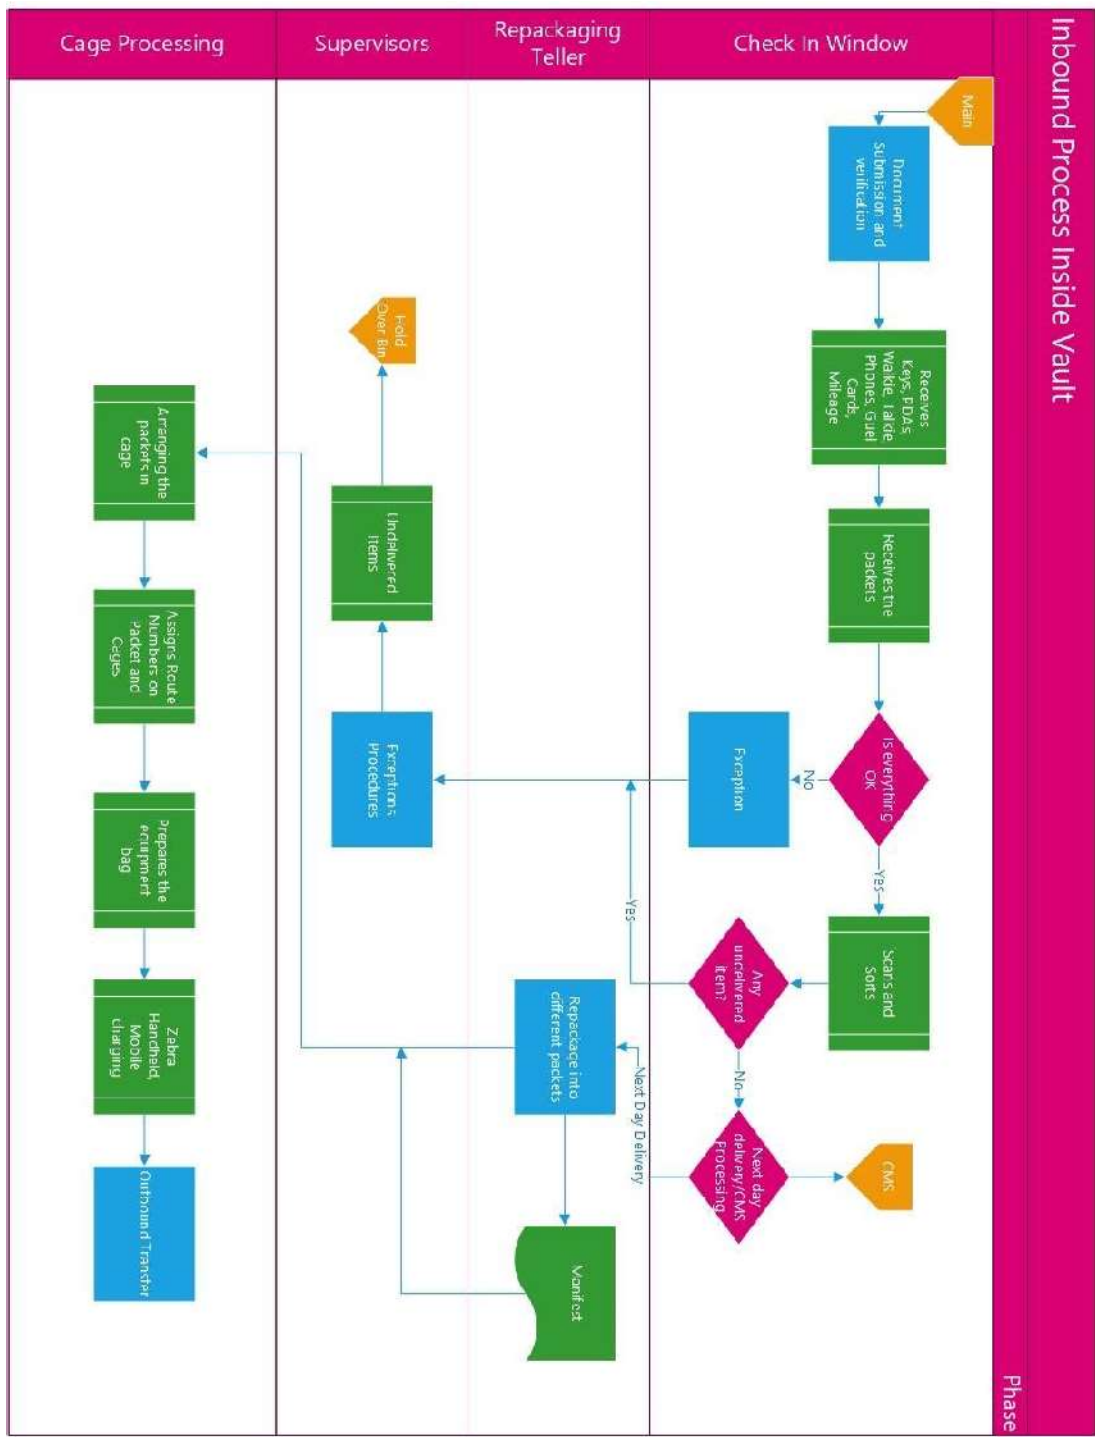 Inbound Process Inside Vault
Phase
Check In Window
Repackaging
Teller
Supervisors
Cage Processing
Main
Document
Submission and
verification
Receives
Keys, PDAs,
Walkie, Talkie
Phones, Guel
Cards,
Mileage
Receives the
packets
Is everything
OK
No
Yes
Exception
Scans and
Sorts
Any
undelivered
item?
Yes
No
Next day
delivery/CMS
Processing
CMS
Next Day Delivery
Repackage into
different packets
Manifest
Exceptions
Procedures
Undelivered
Items
Hold
Over Bin
Arranging the
packets in
cage
Assigns Route
Numbers on
Packet and
Cages
Prepares the
equipment
bag
Zebra
Handheld,
Mobile
charging
Outbound Transfer